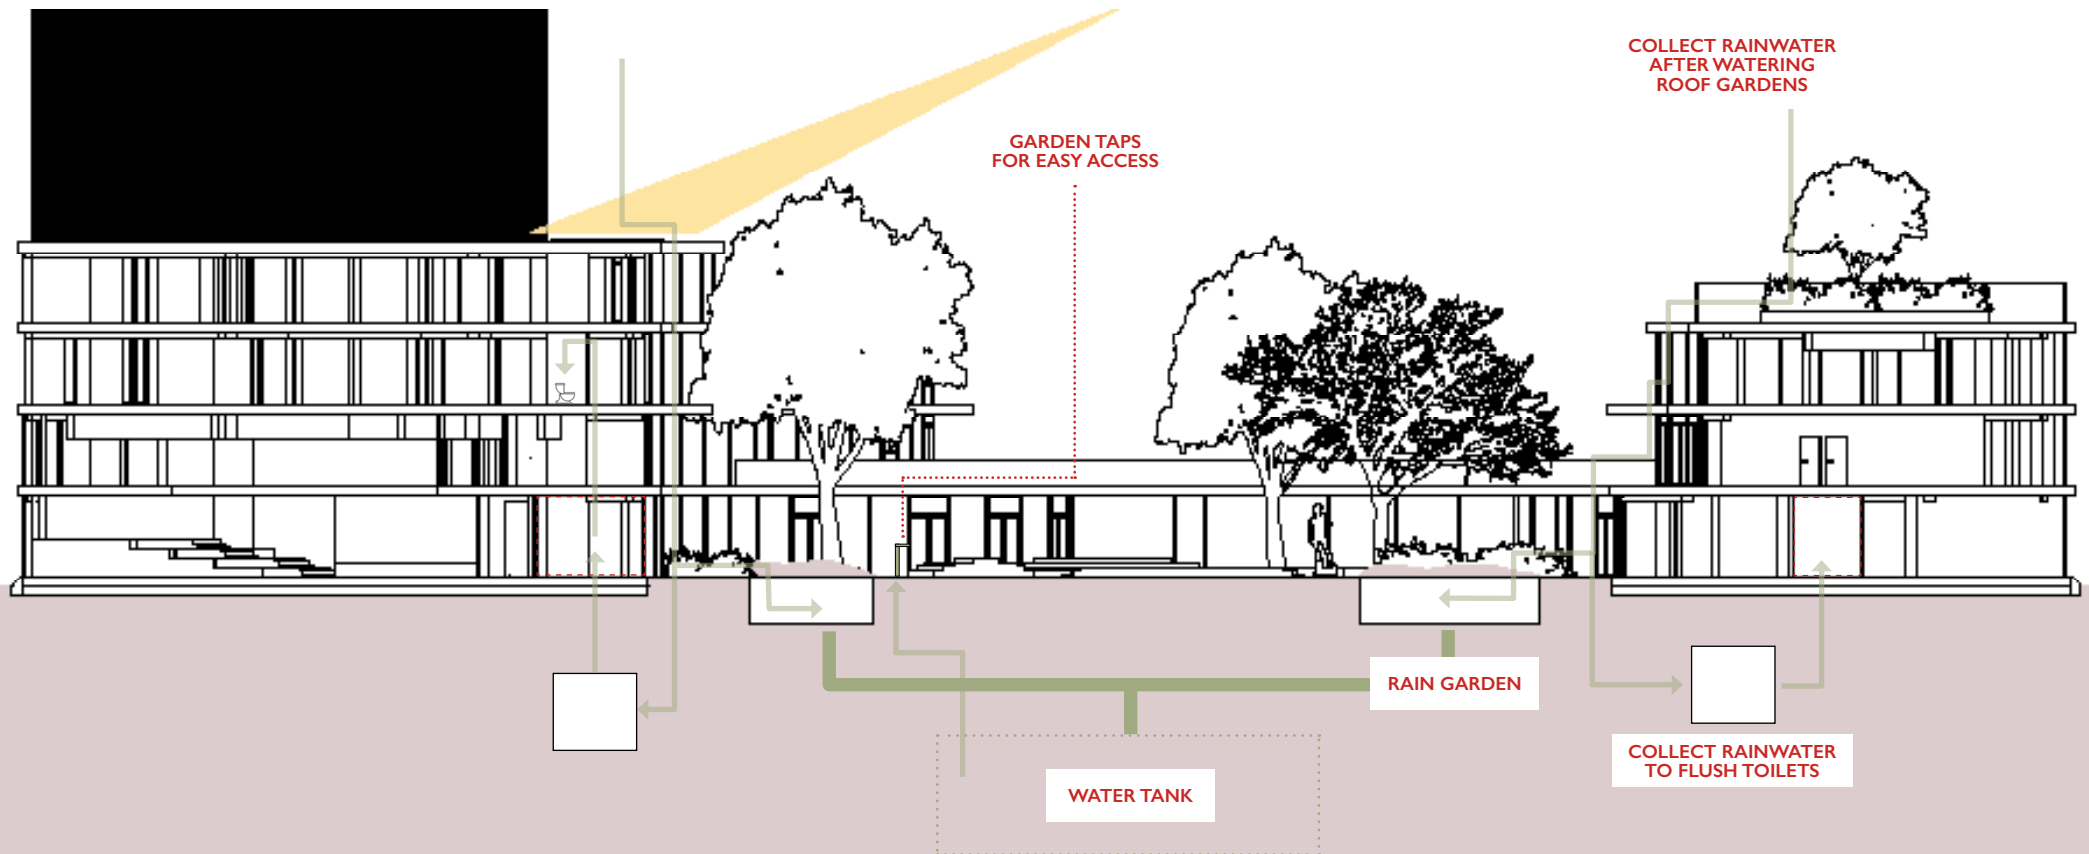 COLLECT RAINWATER
AFTER WATERING
ROOF GARDENS
GARDEN TAPS
FOR EASY ACCESS
RAIN GARDEN
COLLECT RAINWATER
TO FLUSH TOILETS
WATER TANK